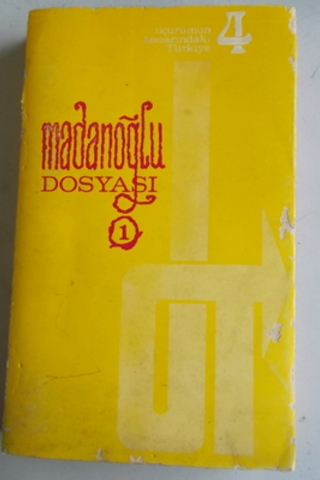 uçurumun
kenarındaki
Türkiye
4
madanoğlu
DOSYASI
1